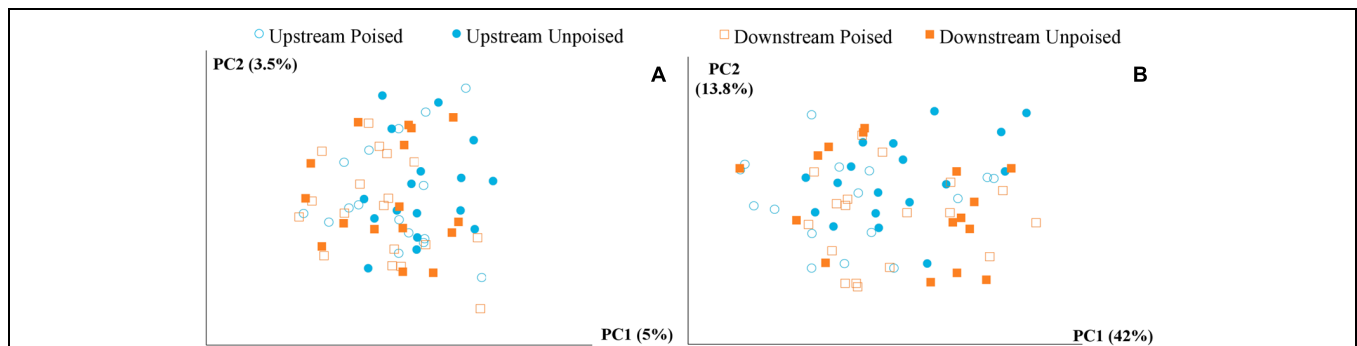 Upstream Poised Upstream Unpoised Downstream Poised Downstream Unpoised
PC2 (3.5%)
A
PC1 (5%)
PC2
(13.8%)
B
PC1 (42%)